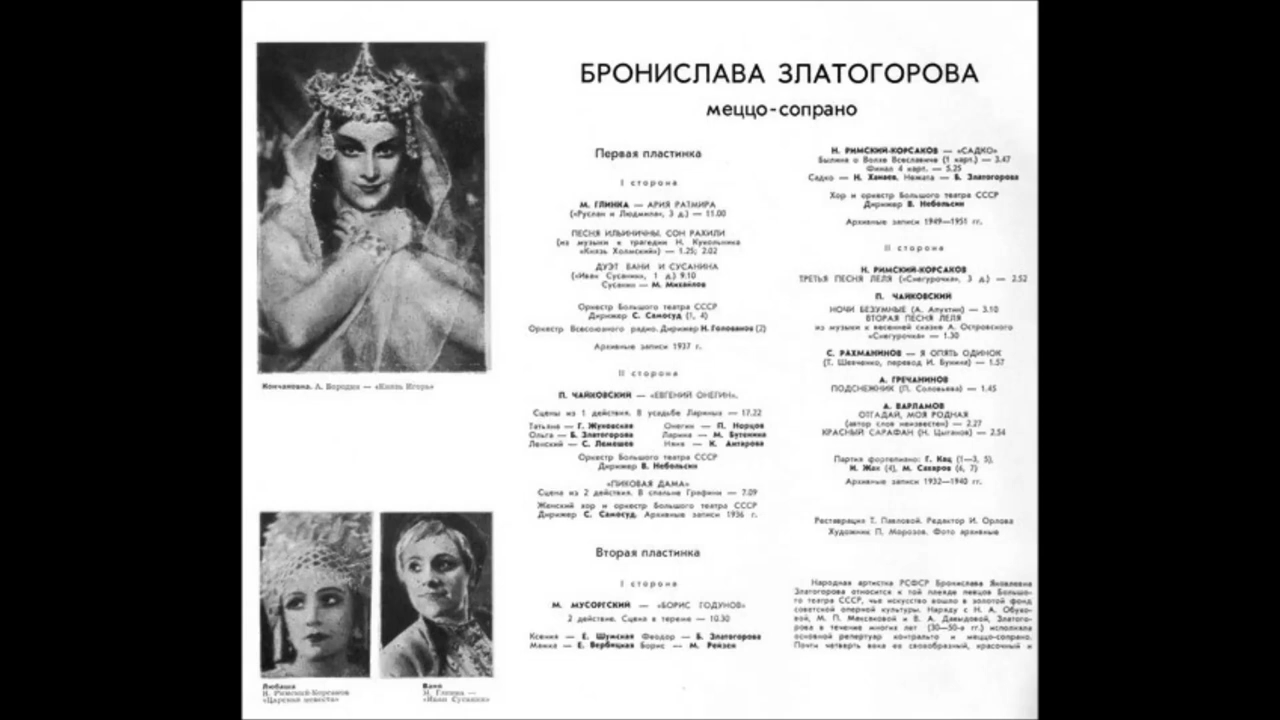 БРОНИСЛАВА ЗЛАТОГОРОВА
меццо-сопрано
Первая пластинка
I сторона
М. ГЛИНКА — АРИЯ РАТМИРА
(«Руслан и Людмила», 3 д.) — 11.00
ПЕСНЯ ИЛЬИНИЧНЫ. СОН РАХИЛИ
(из музыки к трагедии Н. Кукольника
«Князь Холмский») — 1.25; 2.02
ДУЭТ ВАНИ И СУСАНИНА
(«Иван Сусанин», 1 д.) 9.10
Сусанин — М. Михайлов
Оркестр Большого театра СССР
Дирижер С. Самосуд (1, 4)
Оркестр Всесоюзного радио. Дирижер Н. Голованов (2)
Архивные записи 1937 г.
II сторона
П. ЧАЙКОВСКИЙ — «ЕВГЕНИЙ ОНЕГИН».
Сцены из 1 действия. В усадьбе Лариных — 17.22
Татьяна — Г. Жуковская Онегин — П. Норцов
Ольга — Б. Златогорова Ларина — М. Бутенина
Ленский — С. Лемешев Няня — К. Антарова
Оркестр Большого театра СССР
Дирижер В. Небольсин
«ПИКОВАЯ ДАМА»
Сцена из 2 действия. В спальне Графини — 7.09
Женский хор и оркестр Большого театра СССР
Дирижер С. Самосуд. Архивные записи 1936 г.
Вторая пластинка
I сторона
М. МУСОРГСКИЙ — «БОРИС ГОДУНОВ»
2 действие. Сцена в тереме — 10.30
Ксения — Е. Шумская Феодор — Б. Златогорова
Мамка — Е. Вербицкая Борис — М. Рейзен
Н. РИМСКИЙ-КОРСАКОВ — «САДКО»
Былина о Волхе Всеславиче (1 карт.) — 3.47
Финал 4 карт. — 5.25
Садко — Н. Ханаев, Нежата — Б. Златогорова
Хор и оркестр Большого театра СССР
Дирижер В. Небольсин
Архивные записи 1949—1951 гг.
II сторона
Н. РИМСКИЙ-КОРСАКОВ
ТРЕТЬЯ ПЕСНЯ ЛЕЛЯ («Снегурочка», 3 д.) — 2.52
П. ЧАЙКОВСКИЙ
НОЧИ БЕЗУМНЫЕ (А. Апухтин) — 3.10
ВТОРАЯ ПЕСНЯ ЛЕЛЯ
из музыки к весенней сказке А. Островского
«Снегурочка» — 1.30
С. РАХМАНИНОВ — Я ОПЯТЬ ОДИНОК
(Т. Шевченко, перевод И. Бунина) — 1.57
А. ГРЕЧАНИНОВ
ПОДСНЕЖНИК (П. Соловьева) — 1.45
А. ВАРЛАМОВ
ОТГАДАЙ, МОЯ РОДНАЯ
(автор слов неизвестен) — 2.27
КРАСНЫЙ САРАФАН (Н. Цыганов) — 2.54
Партия фортепиано: Г. Кац (1—3, 5),
Н. Жак (4), М. Сахаров (6, 7)
Архивные записи 1932—1940 гг.
Реставрация Т. Павловой. Редактор И. Орлова
Художник П. Морозов. Фото архивные
Народная артистка РСФСР Бронислава Яковлевна
Златогорова относится к той плеяде певцов Большо-
го театра СССР, чье искусство вошло в золотой фонд
советской оперной культуры. Наряду с Н. А. Обухо-
вой, М. П. Максаковой и В. А. Давыдовой, Златого-
рова в течение многих лет (30—50-е гг.) исполняла
основной репертуар контральто и меццо-сопрано.
Почти четверть века ее своеобразный, красочный и
Кончаковна. А. Бородин — «Князь Игорь»
Любаша
Н. Римский-Корсаков
«Царская невеста»
Ваня
М. Глинка —
«Иван Сусанин»